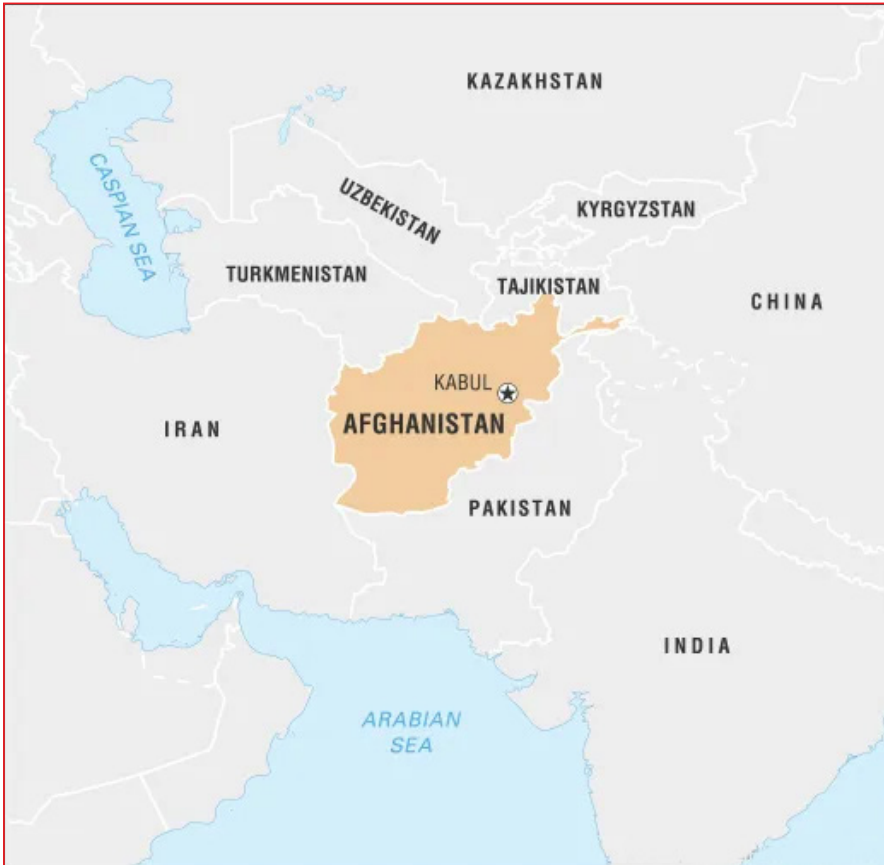 KAZAKHSTAN
CASPIAN SEA
UZBEKISTAN
KYRGYZSTAN
TURKMENISTAN
TAJIKISTAN
CHINA
KABUL
AFGHANISTAN
IRAN
PAKISTAN
INDIA
ARABIAN
SEA